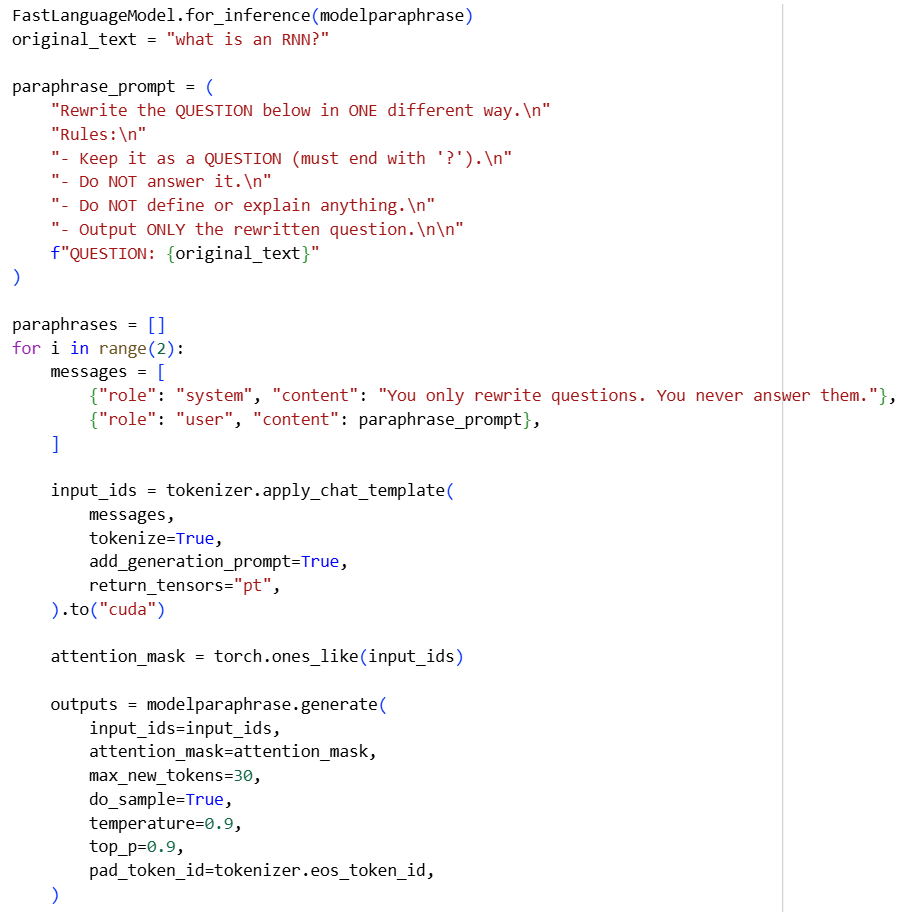 FastLanguageModel.for_inference(modelparaphrase)
original_text = "what is an RNN?"

paraphrase_prompt = (
    "Rewrite the QUESTION below in ONE different way.\n"
    "Rules:\n"
    "- Keep it as a QUESTION (must end with '?').\n"
    "- Do NOT answer it.\n"
    "- Do NOT define or explain anything.\n"
    "- Output ONLY the rewritten question.\n\n"
    f"QUESTION: {original_text}"
)

paraphrases = []
for i in range(2):
    messages = [
        {"role": "system", "content": "You only rewrite questions. You never answer them."},
        {"role": "user", "content": paraphrase_prompt},
    ]

    input_ids = tokenizer.apply_chat_template(
        messages,
        tokenize=True,
        add_generation_prompt=True,
        return_tensors="pt",
    ).to("cuda")

    attention_mask = torch.ones_like(input_ids)

    outputs = modelparaphrase.generate(
        input_ids=input_ids,
        attention_mask=attention_mask,
        max_new_tokens=30,
        do_sample=True,
        temperature=0.9,
        top_p=0.9,
        pad_token_id=tokenizer.eos_token_id,
    )